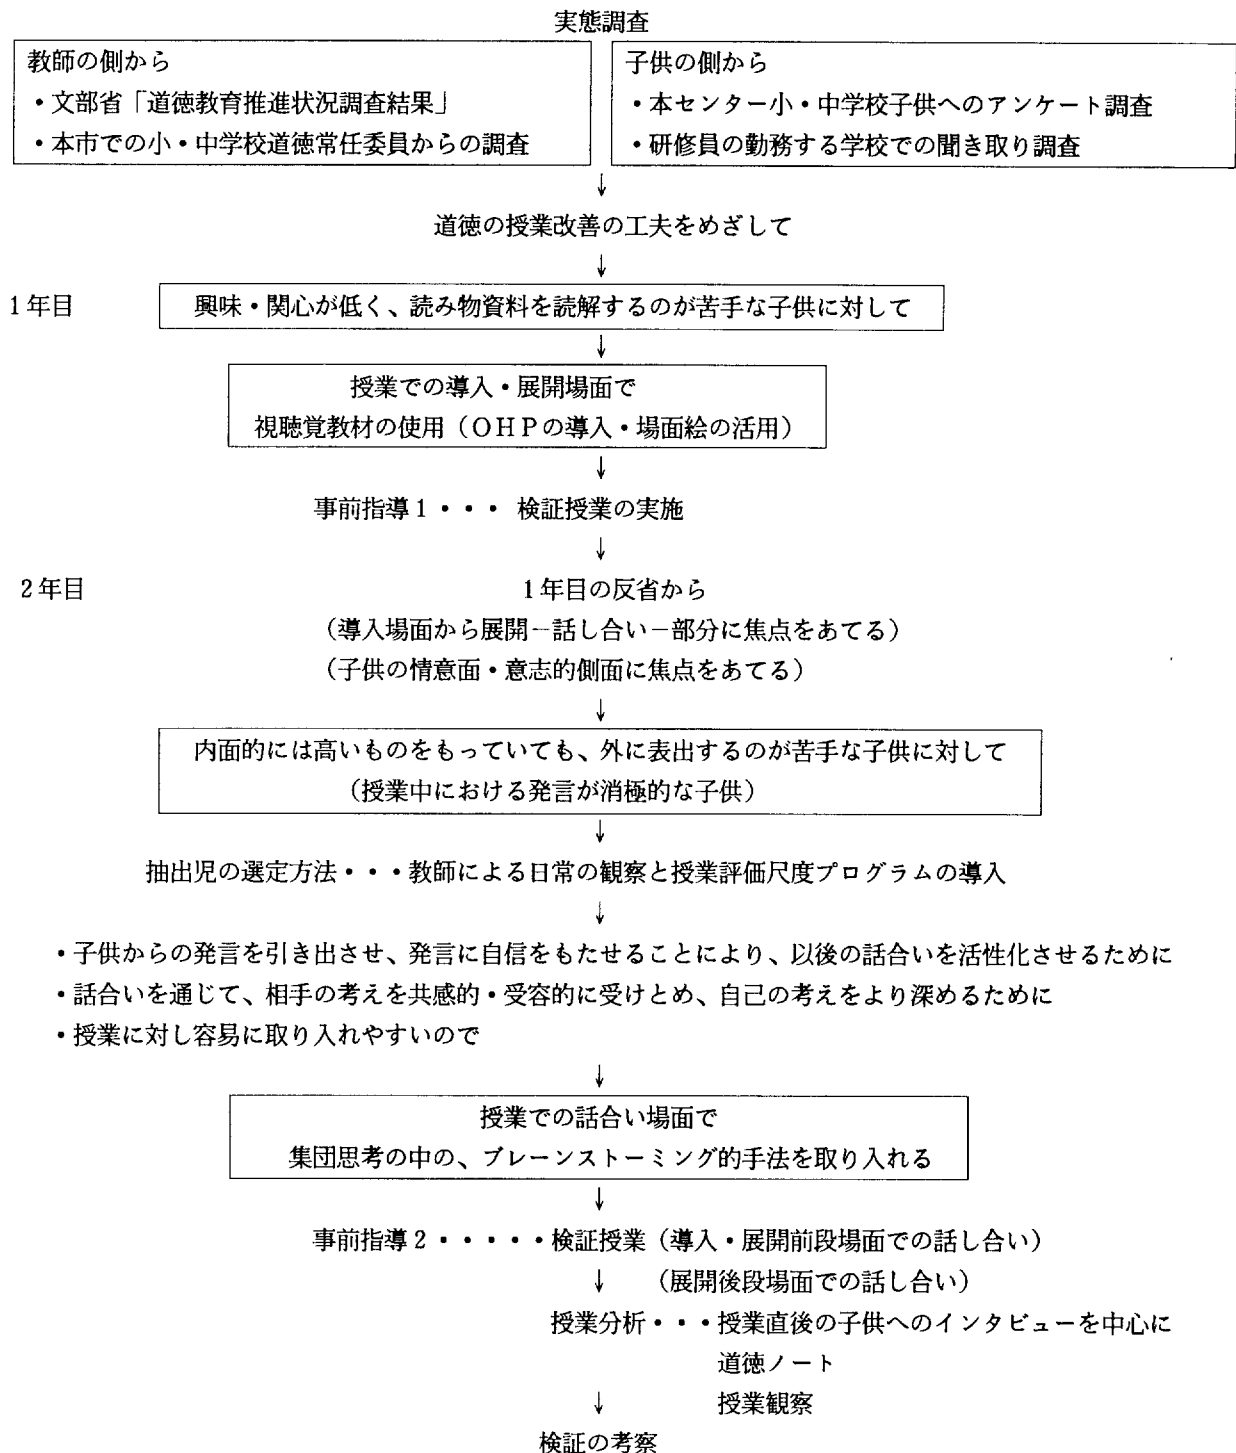 実態調査
教師の側から
・文部省「道徳教育推進状況調査結果」
・本市での小・中学校道徳常任委員からの調査
子供の側から
・本センター小・中学校子供へのアンケート調査
・研修員の勤務する学校での聞き取り調査
↓
道徳の授業改善の工夫をめざして
↓
1年目
興味・関心が低く、読み物資料を読解するのが苦手な子供に対して
↓
授業での導入・展開場面で
視聴覚教材の使用（OHPの導入・場面絵の活用）
↓
事前指導1・・・ 検証授業の実施
↓
2年目
1年目の反省から
（導入場面から展開－話し合い－部分に焦点をあてる）
（子供の情意面・意志的側面に焦点をあてる）
↓
内面的には高いものをもっていても、外に表出するのが苦手な子供に対して
（授業中における発言が消極的な子供）
↓
抽出児の選定方法・・・教師による日常の観察と授業評価尺度プログラムの導入
↓
・子供からの発言を引き出させ、発言に自信をもたせることにより、以後の話合いを活性化させるために
・話合いを通じて、相手の考えを共感的・受容的に受けとめ、自己の考えをより深めるために
・授業に対し容易に取り入れやすいので
↓
授業での話合い場面で
集団思考の中の、ブレーンストーミング的手法を取り入れる
↓
事前指導2・・・・・検証授業（導入・展開前段場面での話し合い）
↓ （展開後段場面での話し合い）
授業分析・・・授業直後の子供へのインタビューを中心に
道徳ノート
↓ 授業観察
検証の考察